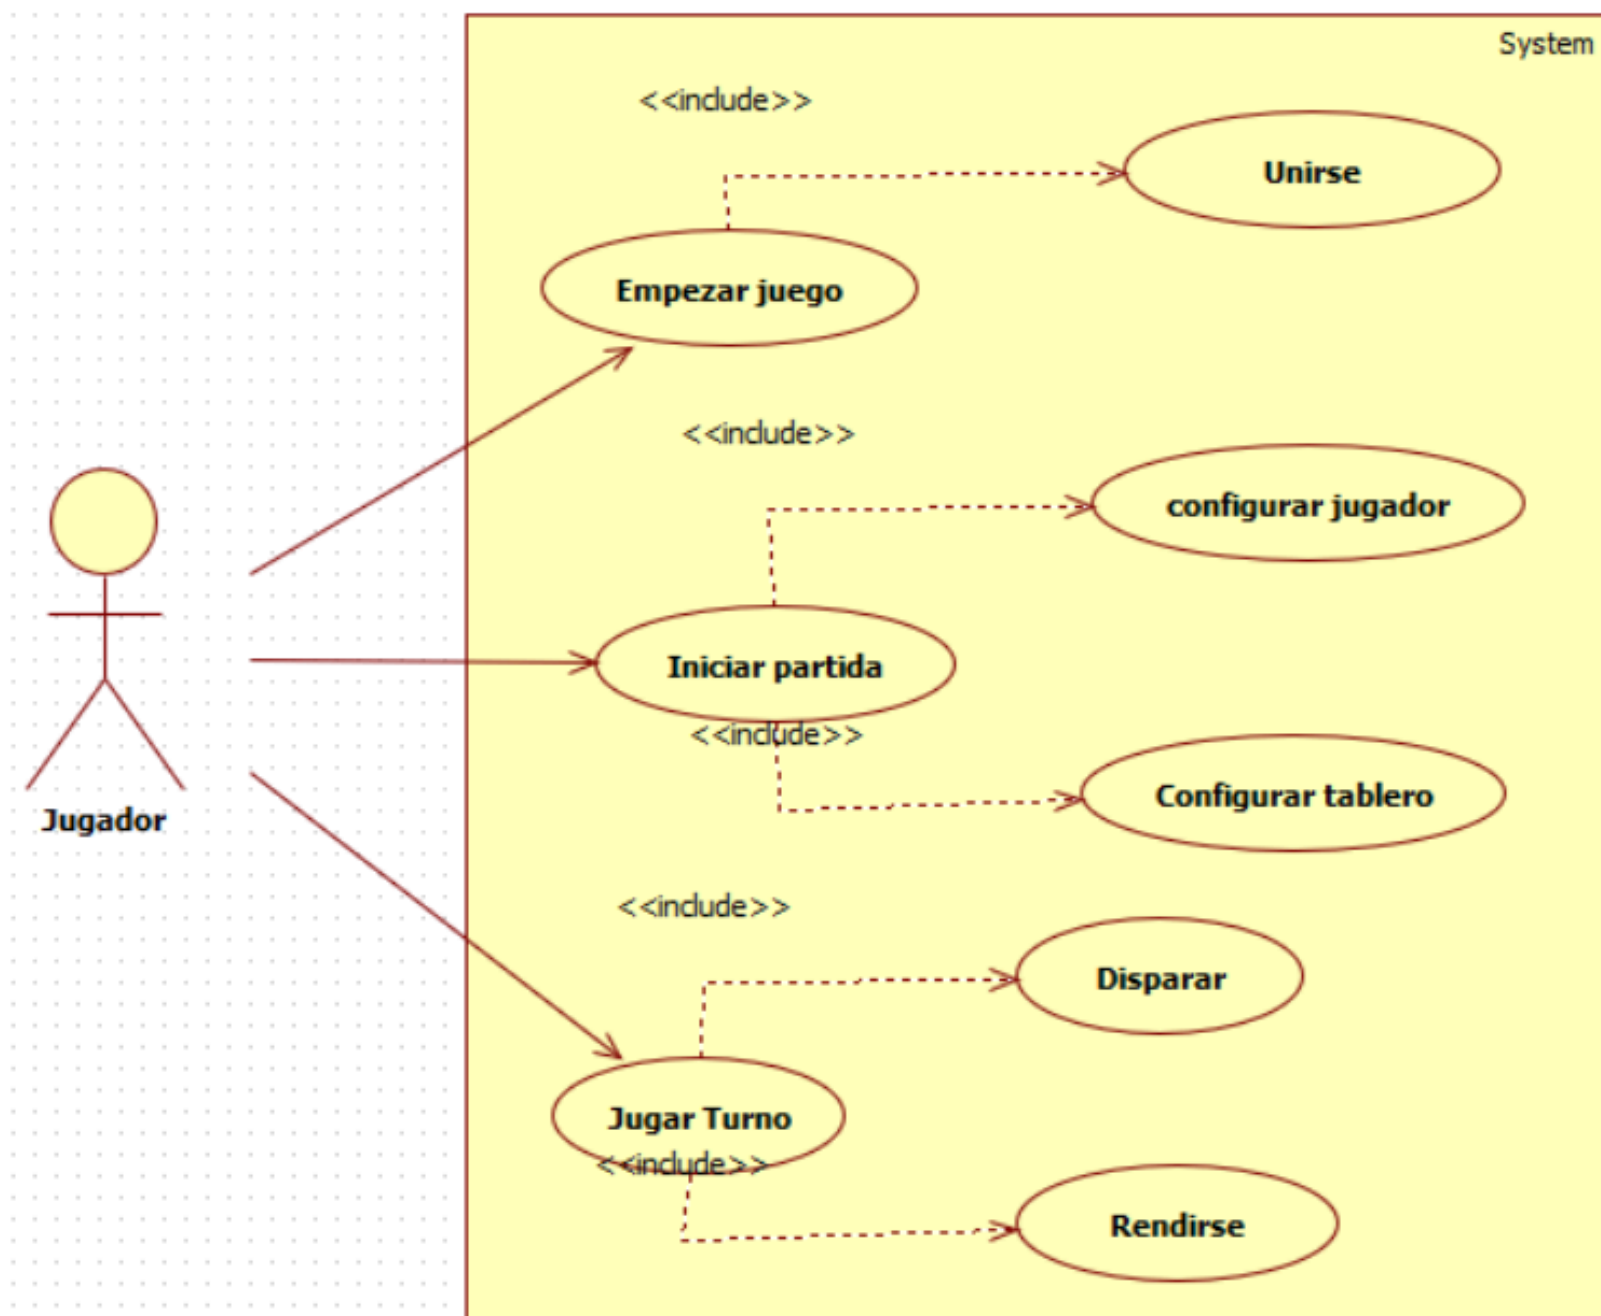 System
<<include>>
Unirse
Empezar juego
<<include>>
configurar jugador
Iniciar partida
<<include>>
Configurar tablero
Jugador
<<include>>
Disparar
Jugar Turno
<<include>>
Rendirse